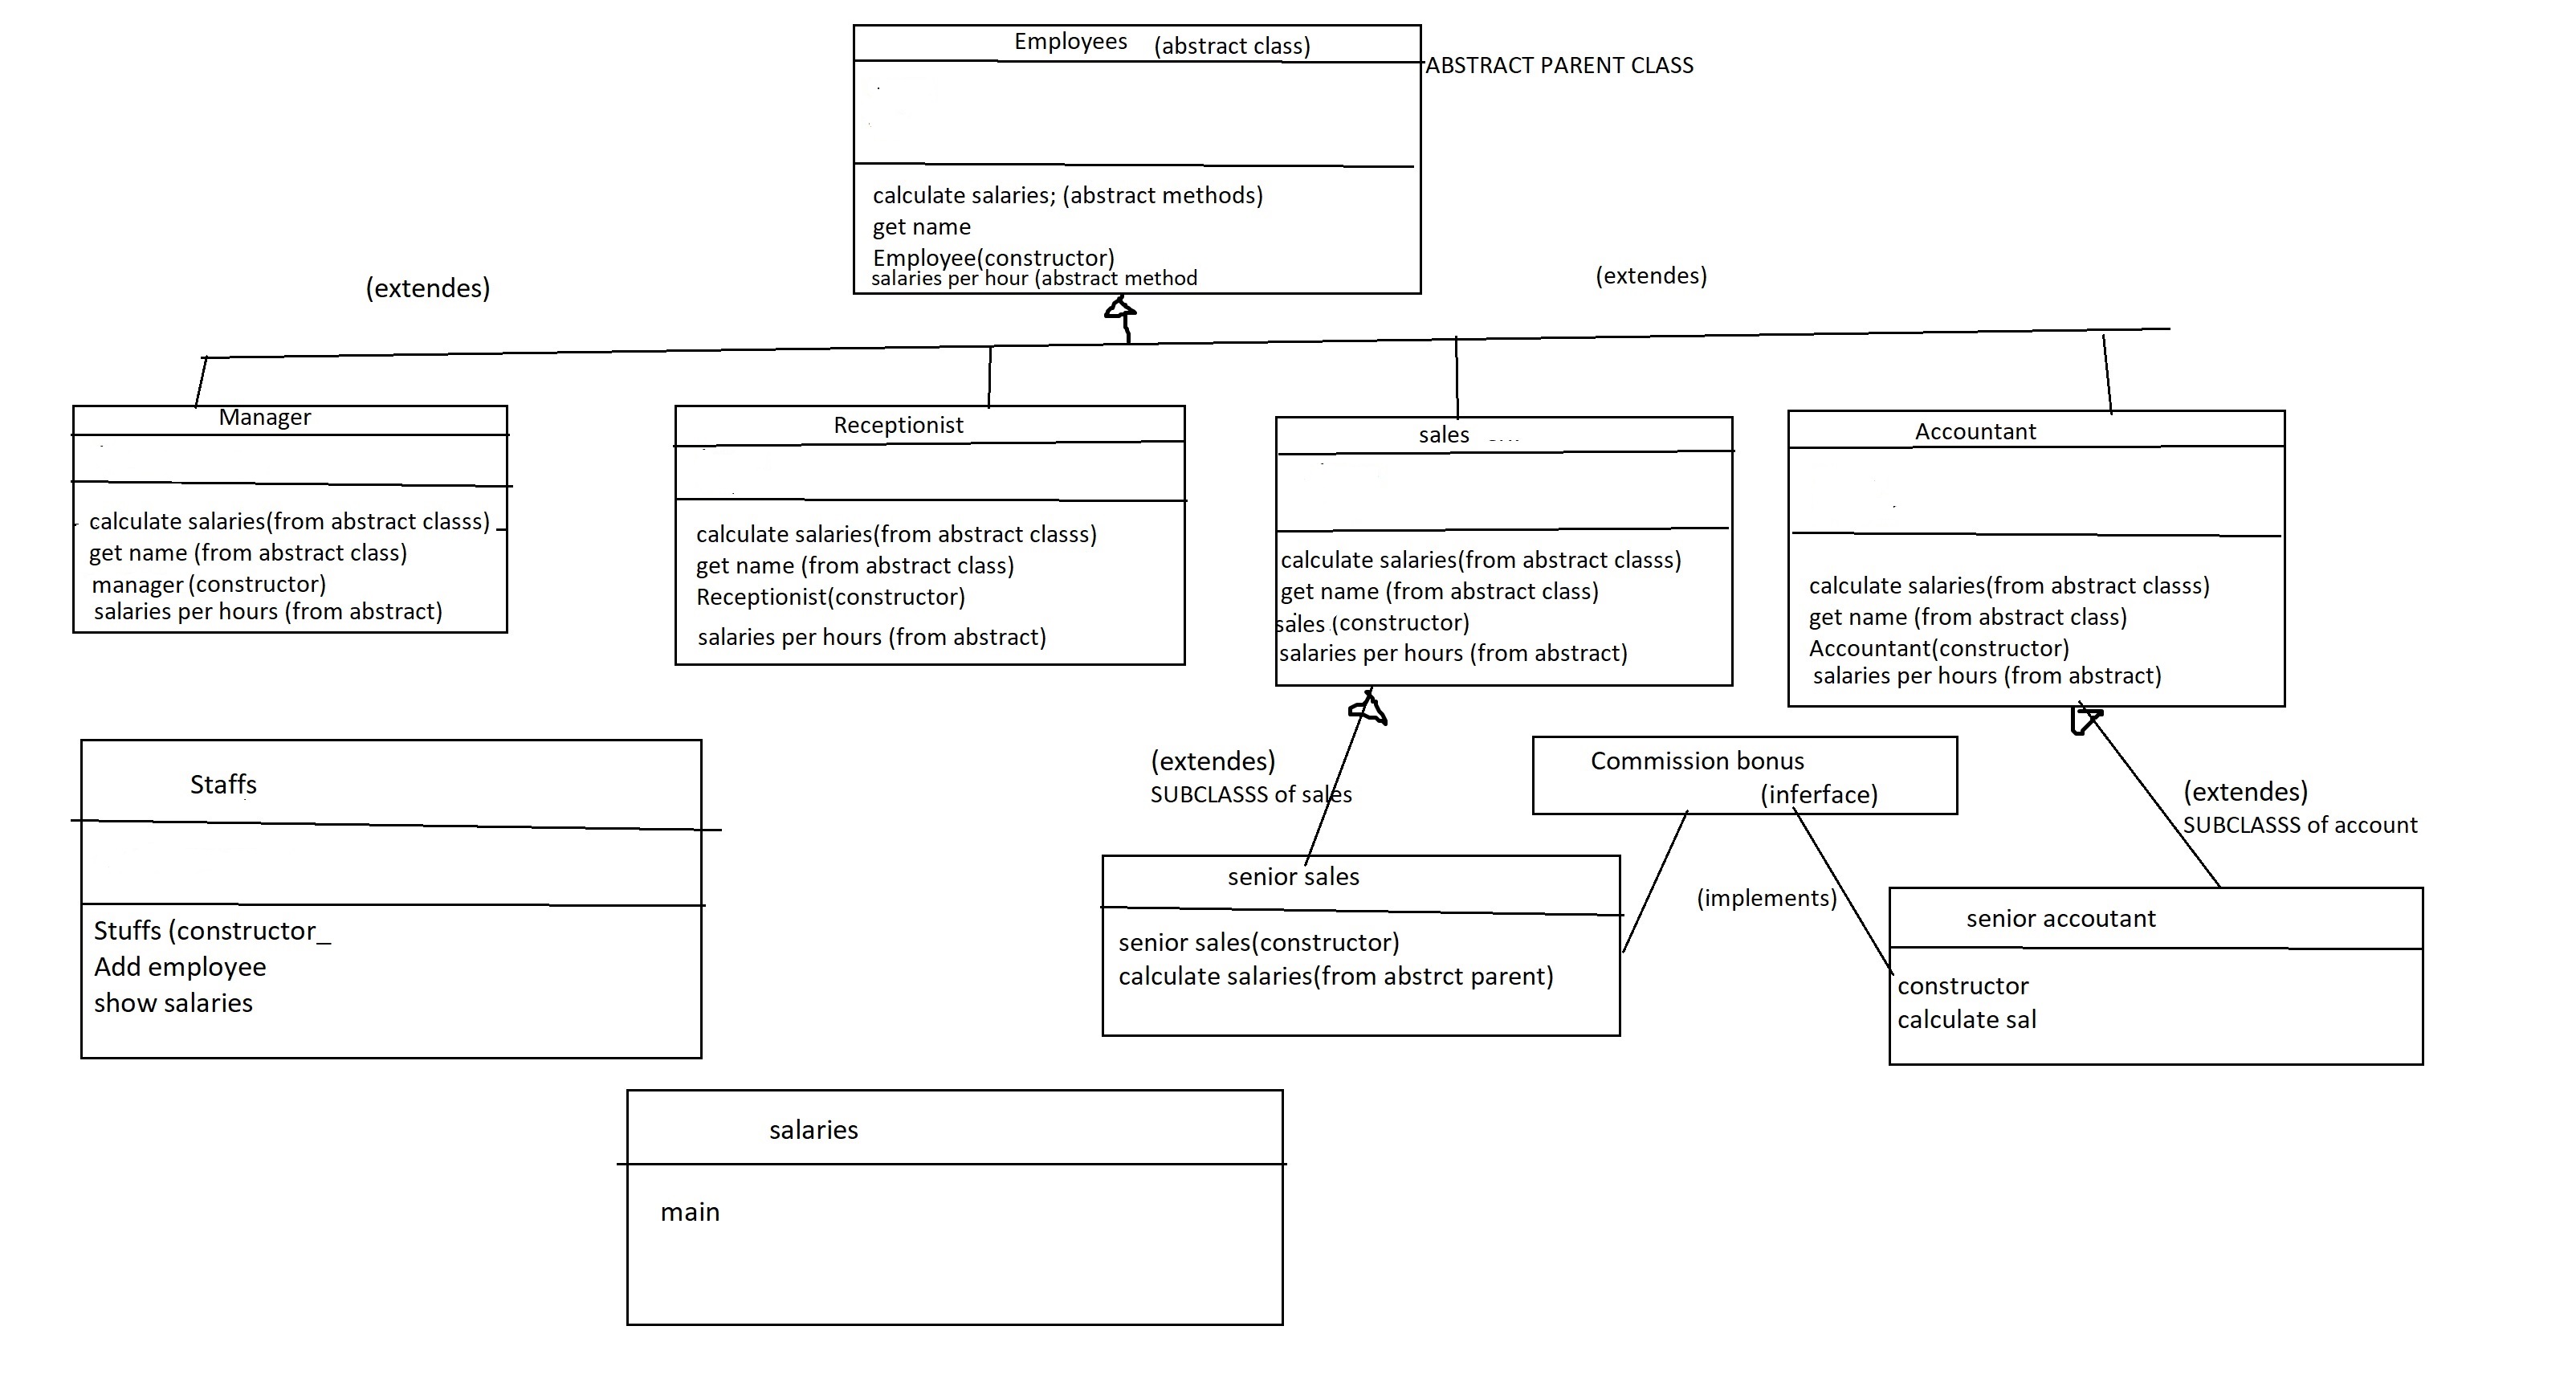 Employees (abstract class)
ABSTRACT PARENT CLASS
calculate salaries; (abstract methods)
get name
Employee(constructor)
salaries per hour (abstract method
(extendes)
(extendes)
Manager
calculate salaries(from abstract classs)
get name (from abstract class)
manager (constructor)
salaries per hours (from abstract)
Receptionist
calculate salaries(from abstract classs)
get name (from abstract class)
Receptionist(constructor)
salaries per hours (from abstract)
sales
calculate salaries(from abstract classs)
get name (from abstract class)
sales (constructor)
salaries per hours (from abstract)
Accountant
calculate salaries(from abstract classs)
get name (from abstract class)
Accountant(constructor)
salaries per hours (from abstract)
Staffs
Stuffs (constructor_
Add employee
show salaries
(extendes)
SUBCLASSS of sales
Commission bonus
(inferface)
(extendes)
SUBCLASSS of account
senior sales
senior sales(constructor)
calculate salaries(from abstrct parent)
(implements)
senior accoutant
constructor
calculate sal
salaries
main